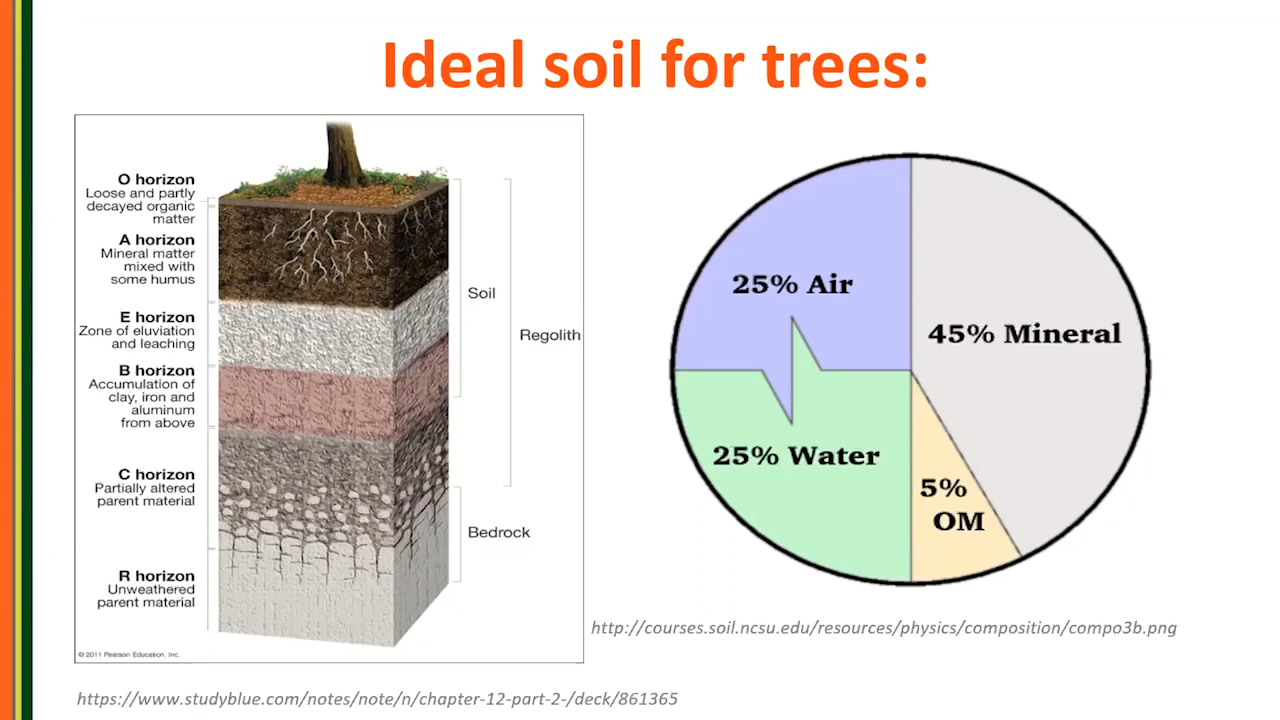 Ideal soil for trees:
O horizon
Loose and partly
decayed organic
matter
A horizon
Mineral matter
mixed with
some humus
E horizon
Zone of eluviation
and leaching
B horizon
Accumulation of
clay, iron and
aluminum
from above
C horizon
Partially altered
parent material
R horizon
Unweathered
parent material
Soil
Regolith
Bedrock
© 2011 Pearson Education, Inc.
25% Air
45% Mineral
25% Water
5%
OM
http://courses.soil.ncsu.edu/resources/physics/composition/compo3b.png
https://www.studyblue.com/notes/note/n/chapter-12-part-2-/deck/861365